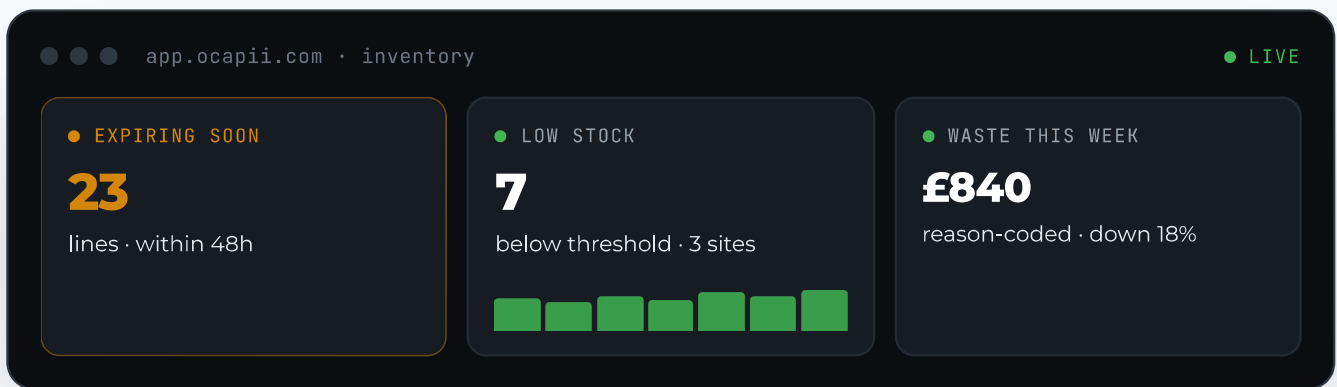 app.ocapii.com · inventory
LIVE
EXPIRING SOON
23
lines · within 48h
LOW STOCK
7
below threshold · 3 sites
WASTE THIS WEEK
£840
reason-coded · down 18%